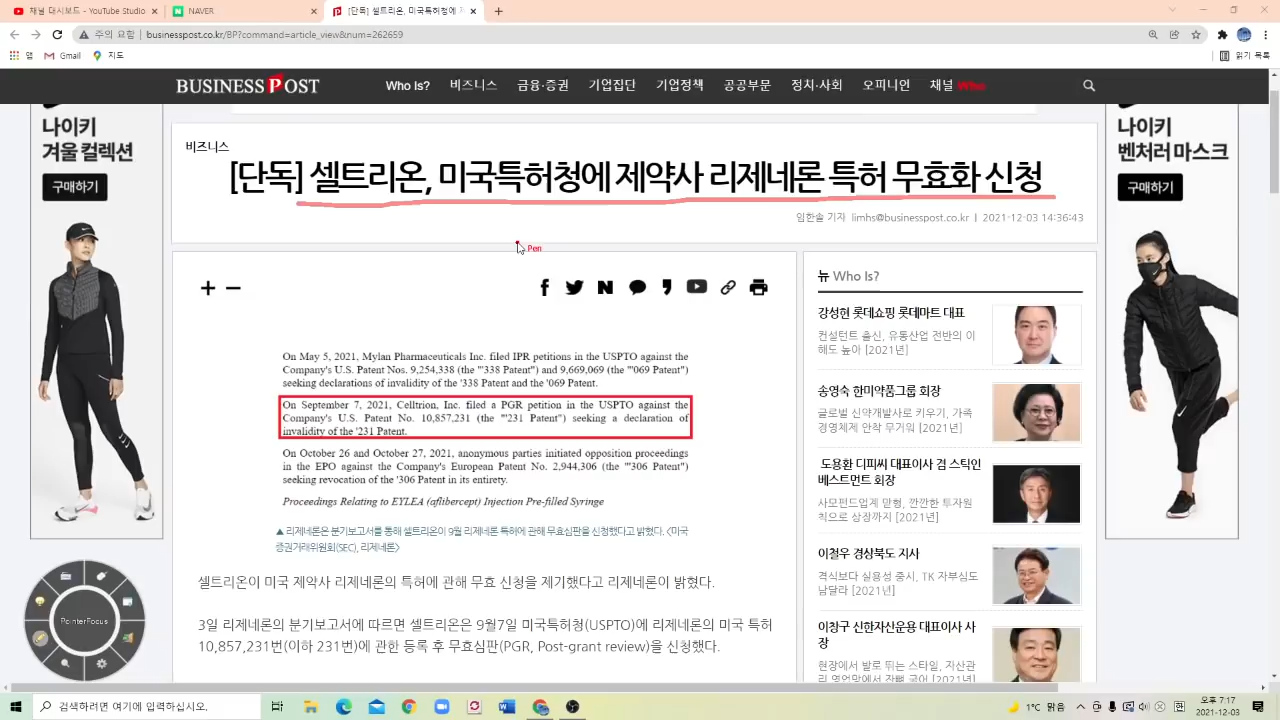 채널 대시보드 - YouTube Studio
NAVER
[단독] 셀트리온, 미국특허청에 제
주의 요함 | businesspost.co.kr/BP?command=article_view&num=262659
앱
Gmail
지도
읽기 목록
BUSINESS POST
Who Is?
비즈니스
금융·증권
기업집단
기업정책
공공부문
정치·사회
오피니언
채널 Who
나이키
겨울 컬렉션
구매하기
비즈니스
[단독] 셀트리온, 미국특허청에 제약사 리제네론 특허 무효화 신청
임한솔 기자 limhs@businesspost.co.kr | 2021-12-03 14:36:43
Pen
On May 5, 2021, Mylan Pharmaceuticals Inc. filed IPR petitions in the USPTO against the
Company's U.S. Patent Nos. 9,254,338 (the "'338 Patent") and 9,669,069 (the "'069 Patent")
seeking declarations of invalidity of the '338 Patent and the '069 Patent.
On September 7, 2021, Celltrion, Inc. filed a PGR petition in the USPTO against the
Company's U.S. Patent No. 10,857,231 (the "'231 Patent") seeking a declaration of
invalidity of the '231 Patent.
On October 26 and October 27, 2021, anonymous parties initiated opposition proceedings
in the EPO against the Company's European Patent No. 2,944,306 (the "'306 Patent")
seeking revocation of the '306 Patent in its entirety.
Proceedings Relating to EYLEA (aflibercept) Injection Pre-filled Syringe
▲ 리제네론은 분기보고서를 통해 셀트리온이 9월 리제네론 특허에 관해 무효심판을 신청했다고 밝혔다. <미국
증권거래위원회(SEC), 리제네론>
셀트리온이 미국 제약사 리제네론의 특허에 관해 무효 신청을 제기했다고 리제네론이 밝혔다.
3일 리제네론의 분기보고서에 따르면 셀트리온은 9월7일 미국특허청(USPTO)에 리제네론의 미국 특허
10,857,231번(이하 231번)에 관한 등록 후 무효심판(PGR, Post-grant review)을 신청했다.
뉴 Who Is?
강성현 롯데쇼핑 롯데마트 대표
컨설턴트 출신, 유통산업 전반의 이
해도 높아 [2021년]
송영숙 한미약품그룹 회장
글로벌 신약개발사로 키우기, 가족
경영체제 안착 무거워 [2021년]
도용환 디피씨 대표이사 겸 스틱인
베스트먼트 회장
사모펀드업계 맏형, 깐깐한 투자원
칙으로 상장까지 [2021년]
이철우 경상북도 지사
격식보다 실용성 중시, TK 자부심도
남달라 [2021년]
이창구 신한자산운용 대표이사 사
장
현장에서 발로 뛰는 스타일, 자산관
리 영업맡에서 잔뼈 굵어 [2021년]
나이키
벤처러 마스크
구매하기
PointerFocus
검색하려면 여기에 입력하십시오.
1°C 맑음
오후 7:17
2021-12-03